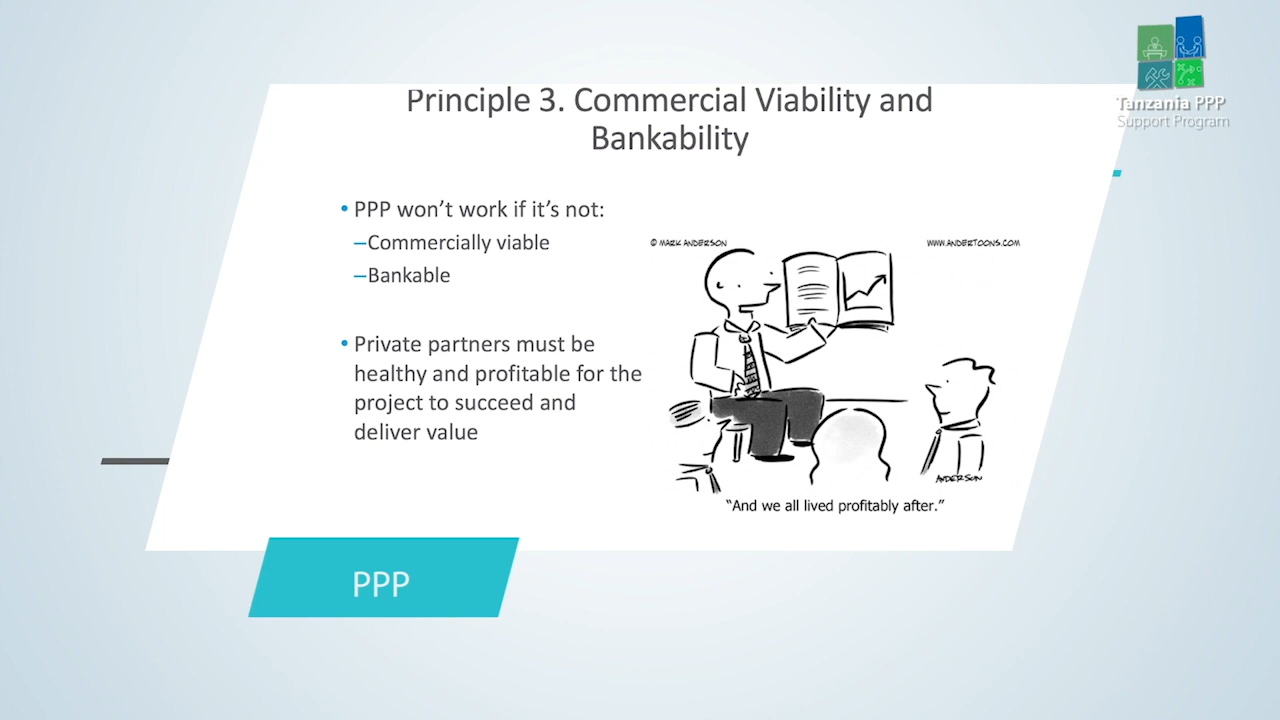 Tanzania PPP
Support Program
Principle 3. Commercial Viability and
Bankability
• PPP won’t work if it’s not:
–Commercially viable
–Bankable
• Private partners must be
healthy and profitable for the
project to succeed and
deliver value
© MARK ANDERSON
WWW.ANDERTOONS.COM
ANDERSON
“And we all lived profitably after.”
PPP